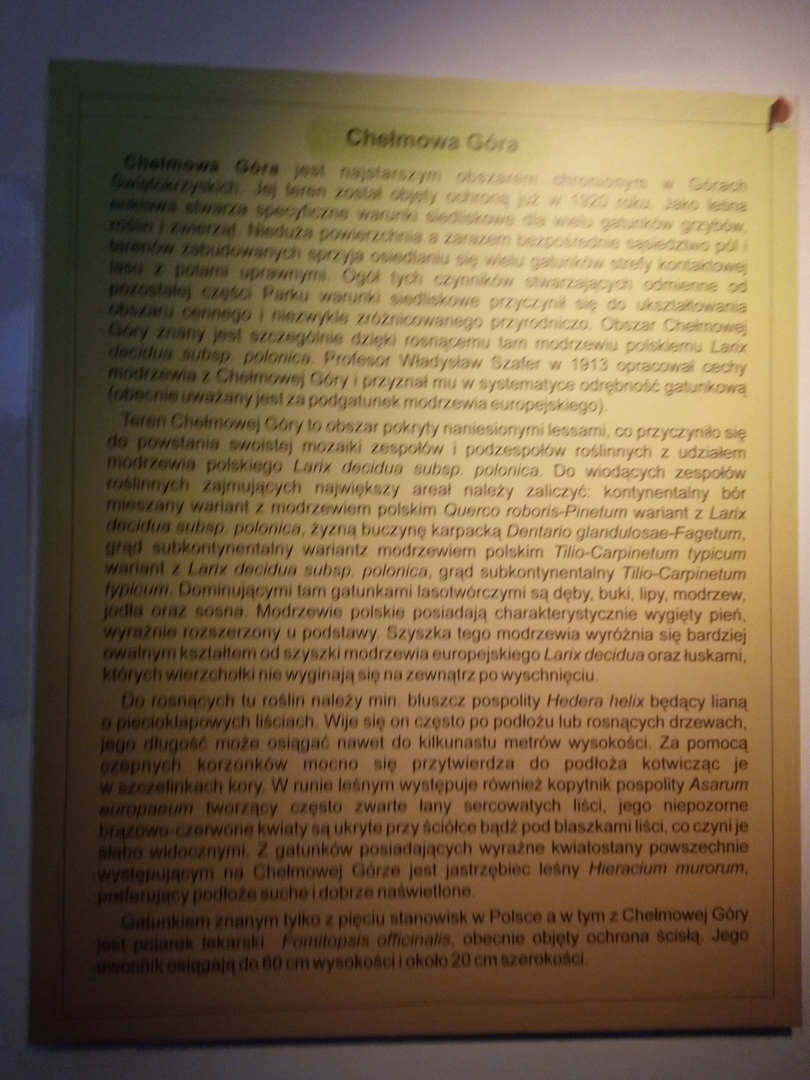 Chełmowa Góra
Chełmowa Góra jest najstarszym obszarem chronionym w Górach
Świętokrzyskich. Jej teren został objęty ochroną już w 1920 roku. Jako leśna
enklawa stwarza specyficzne warunki siedliskowe dla wielu gatunków grzybów,
roślin i zwierząt. Nieduża powierzchnia a zarazem bezpośrednie sąsiedztwo pól i
terenów zabudowanych sprzyja osiedlaniu się wielu gatunków strefy kontaktowej
lasu z polami uprawnymi. Ogół tych czynników stwarzających odmienne od
pozostałej części Parku warunki siedliskowe przyczynił się do ukształtowania
obszaru cennego i niezwykle zróżnicowanego przyrodniczo. Obszar Chełmowej
Góry znany jest szczególnie dzięki rosnącemu tam modrzewiu polskiemu Larix
decidua subsp. polonica. Profesor Władysław Szafer w 1913 opracował cechy
modrzewia z Chełmowej Góry i przyznał mu w systematyce odrębność gatunkową
(obecnie uważany jest za podgatunek modrzewia europejskiego).
Teren Chełmowej Góry to obszar pokryty naniesionymi lessami, co przyczyniło się
do powstania swoistej mozaiki zespołów i podzespołów roślinnych z udziałem
modrzewia polskiego Larix decidua subsp. polonica. Do wiodących zespołów
roślinnych zajmujących największy areał należy zaliczyć: kontynentalny bór
mieszany wariant z modrzewiem polskim Querco roboris-Pinetum wariant z Larix
decidua subsp. polonica, żyzną buczynę karpacką Dentario glandulosae-Fagetum,
grąd subkontynentalny wariantz modrzewiem polskim Tilio-Carpinetum typicum
wariant z Larix decidua subsp. polonica, grąd subkontynentalny Tilio-Carpinetum
typicum. Dominującymi tam gatunkami lasotwórczymi są dęby, buki, lipy, modrzew,
jodła oraz sosna. Modrzewie polskie posiadają charakterystycznie wygięty pień,
wyraźnie rozszerzony u podstawy. Szyszka tego modrzewia wyróżnia się bardziej
owalnym kształtem od szyszki modrzewia europejskiego Larix decidua oraz łuskami,
których wierzchołki nie wyginają się na zewnątrz po wyschnięciu.
Do rosnących tu roślin należy min. bluszcz pospolity Hedera helix będący lianą
o pięcioklapowych liściach. Wije się on często po podłożu lub rosnących drzewach,
jego długość może osiągać nawet do kilkunastu metrów wysokości. Za pomocą
czepnych korzonków mocno się przytwierdza do podłoża kotwicząc je
w szczelinkach kory. W runie leśnym występuje również kopytnik pospolity Asarum
europaeum tworzący często zwarte łany sercowatych liści, jego niepozorne
brązowo-czerwone kwiaty są ukryte przy ściółce bądź pod blaszkami liści, co czyni je
słabo widocznymi. Z gatunków posiadających wyraźne kwiatostany powszechnie
występującym na Chełmowej Górze jest jastrzębiec leśny Hieracium murorum,
preferujący podłoże suche i dobrze naświetlone.
Gatunkiem znanym tylko z pięciu stanowisk w Polsce a w tym z Chełmowej Góry
jest pniarek lekarski Fomitopsis officinalis, obecnie objęty ochrona ścisłą. Jego
owocnik osiągają do 60 cm wysokości i około 20 cm szerokości.